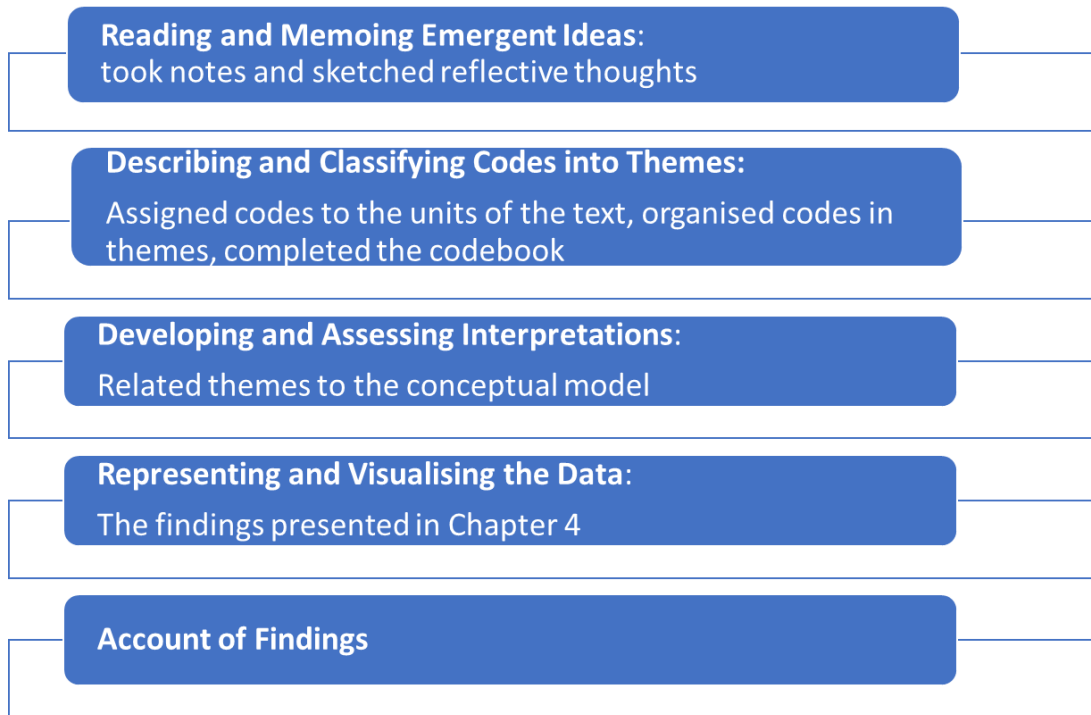 Reading and Memoing Emergent Ideas:
took notes and sketched reflective thoughts
Describing and Classifying Codes into Themes:
Assigned codes to the units of the text, organised codes in
themes, completed the codebook
Developing and Assessing Interpretations:
Related themes to the conceptual model
Representing and Visualising the Data:
The findings presented in Chapter 4
Account of Findings